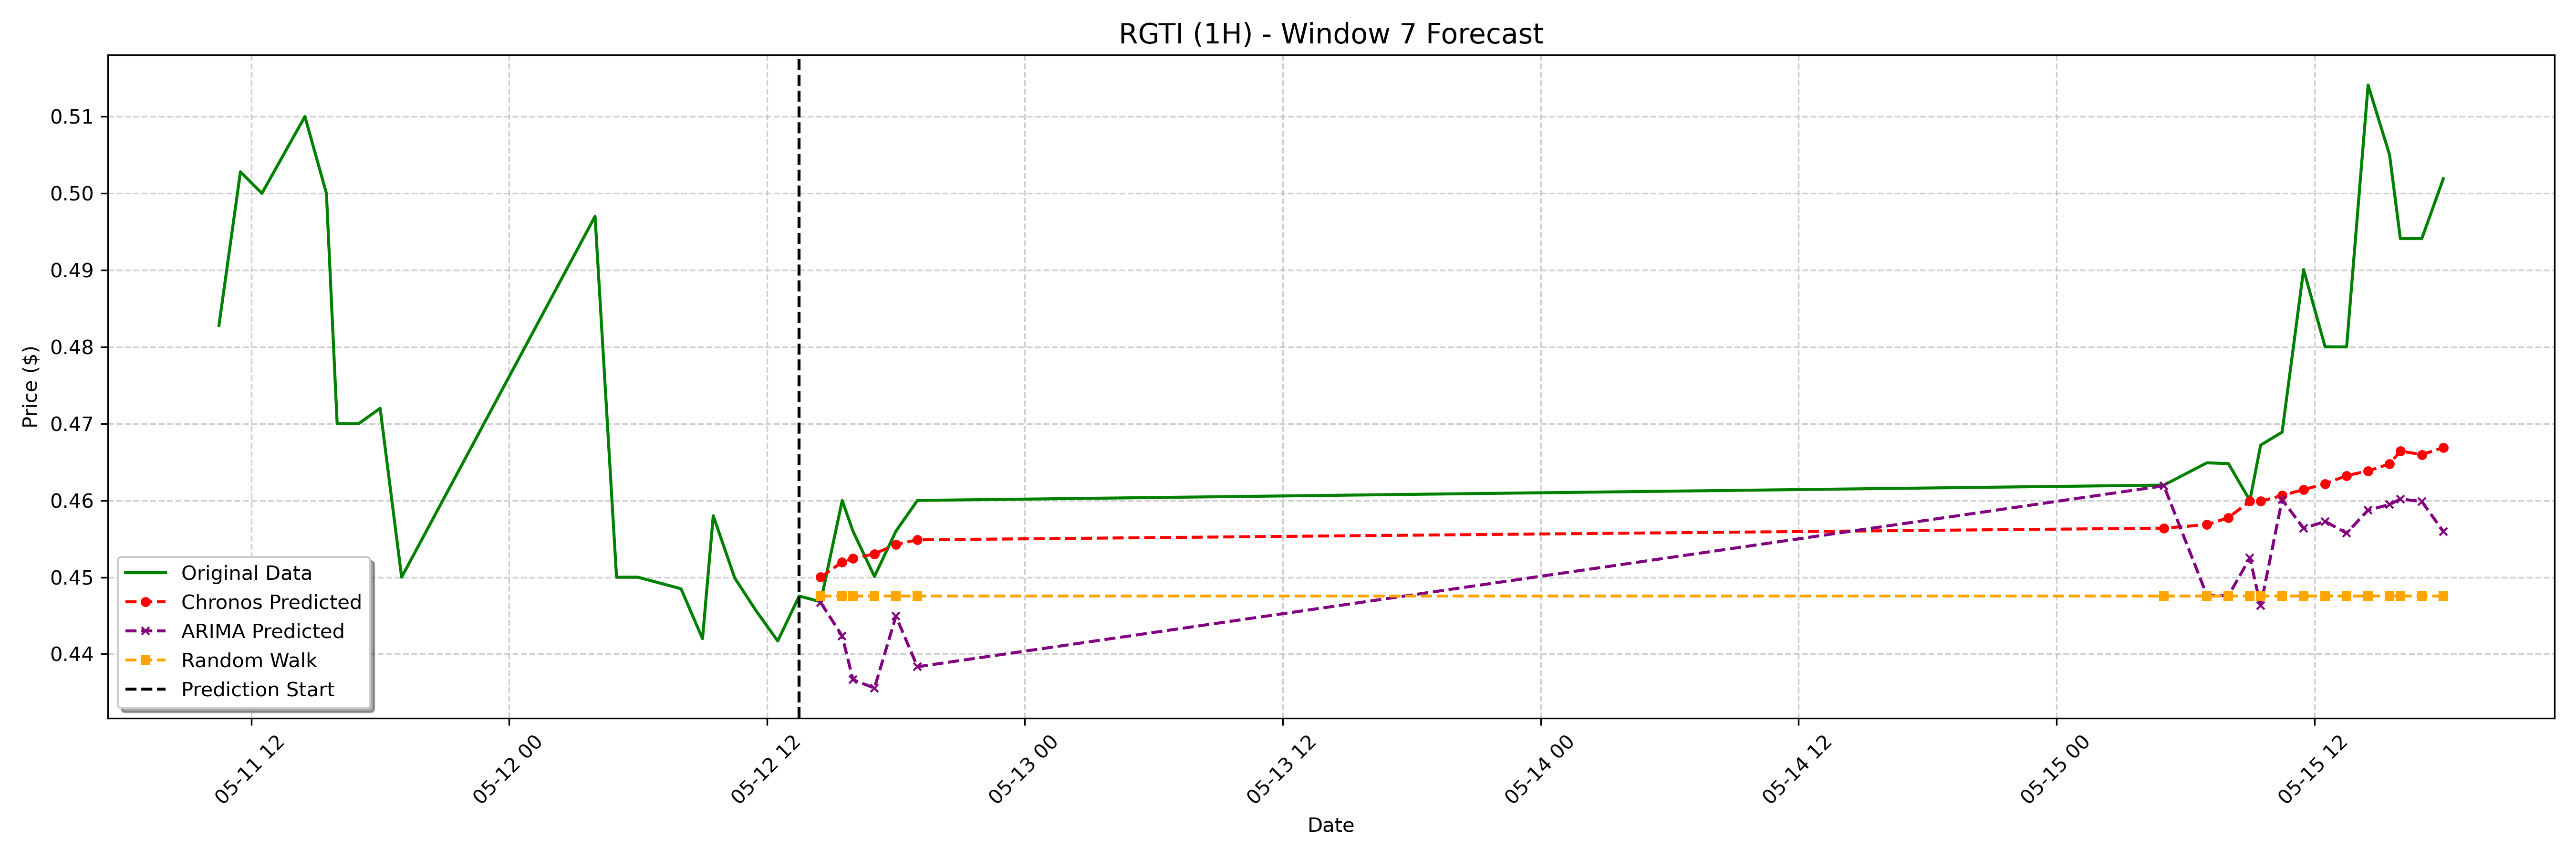 RGTI (1H) - Window 7 Forecast
Price ($)
0.51
0.50
0.49
0.48
0.47
0.46
0.45
0.44
Original Data
Chronos Predicted
ARIMA Predicted
Random Walk
Prediction Start
05-11 12
05-12 00
05-12 12
05-13 00
05-13 12
05-14 00
05-14 12
05-15 00
05-15 12
Date